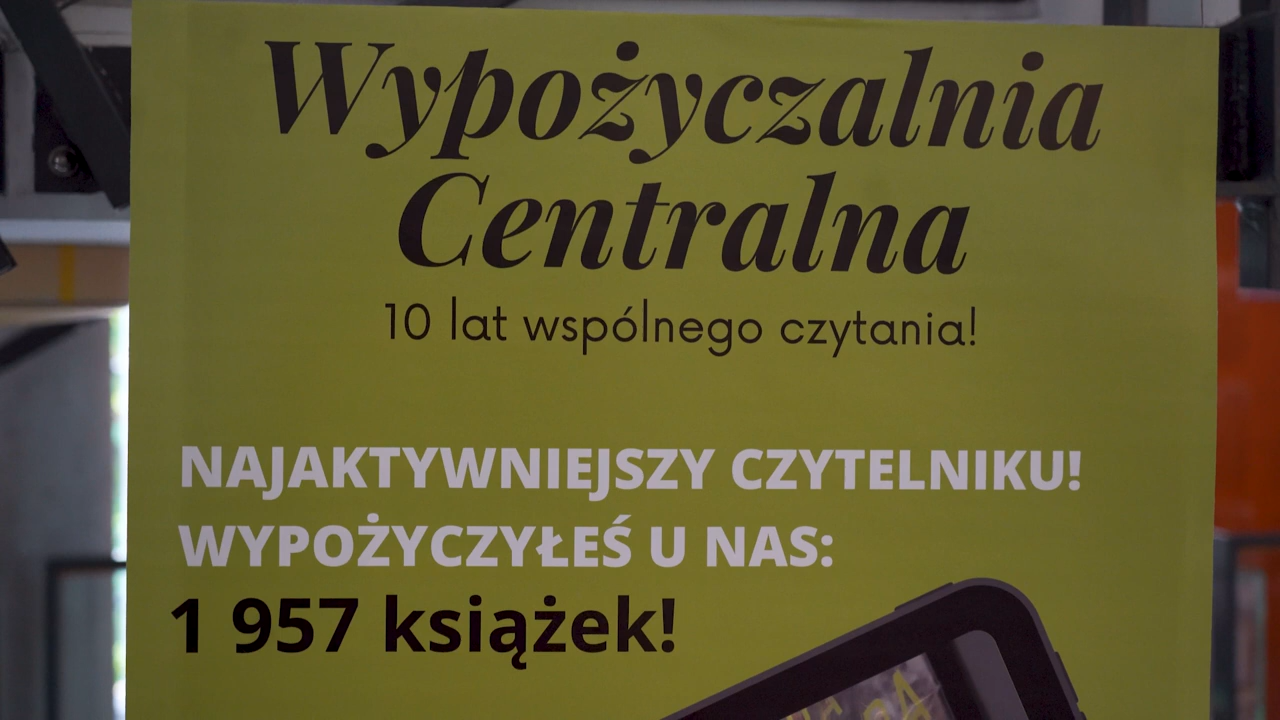 Wypożyczalnia
Centralna
10 lat wspólnego czytania!
NAJAKTYWNIEJSZY CZYTELNIKU!
WYPOŻYCZYŁEŚ U NAS:
1 957 książek!